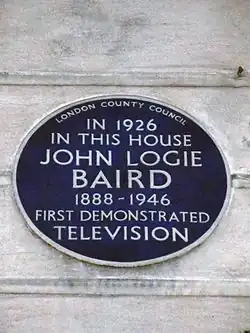 LONDON COUNTY COUNCIL
IN 1926
IN THIS HOUSE
JOHN LOGIE
BAIRD
1888-1946
FIRST DEMONSTRATED
TELEVISION